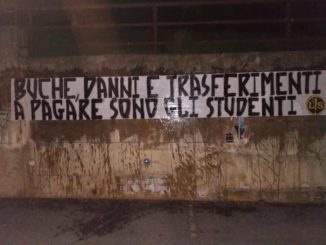 BUCHE, DANNI E TRASFERIMENTI
A PAGARE SONO GLI STUDENTI